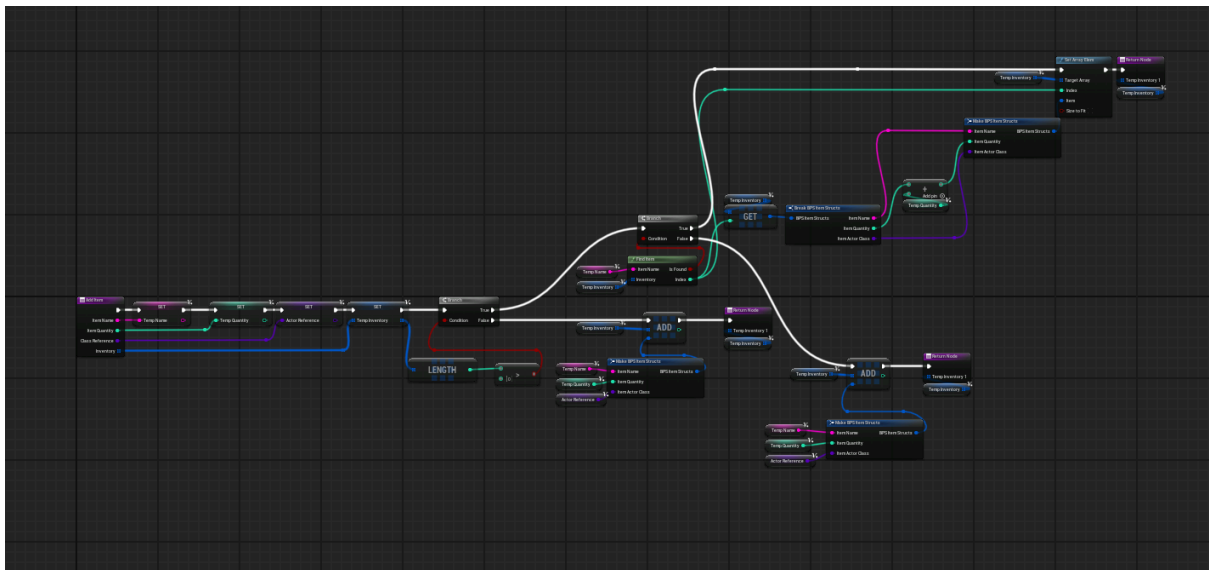 Set Array Elem
Return Node
Temp Inventory
Target Array
Temp Inventory 1
Index
Temp Inventory
Item
Size to Fit
Make BPS Item Structs
Item Name
BPS Item Structs
Item Quantity
Item Actor Class
Add pin
Temp Inventory
Temp Quantity
GET
Break BPS Item Structs
BPS Item Structs
Item Name
Item Quantity
Item Actor Class
Branch
True
Condition
False
Find Item
Temp Name
Item Name
Is Found
Temp Inventory
Inventory
Index
Add Item
Item Name
Item Quantity
Class Reference
Inventory
SET
Temp Name
SET
Temp Quantity
SET
Actor Reference
SET
Temp Inventory
Branch
True
Condition
False
LENGTH
0
>
Temp Inventory
ADD
Return Node
Temp Inventory 1
Temp Inventory
Make BPS Item Structs
Temp Name
Item Name
BPS Item Structs
Temp Quantity
Item Quantity
Item Actor Class
Actor Reference
Temp Inventory
ADD
Return Node
Temp Inventory 1
Temp Inventory
Make BPS Item Structs
Temp Name
Item Name
BPS Item Structs
Temp Quantity
Item Quantity
Item Actor Class
Actor Reference